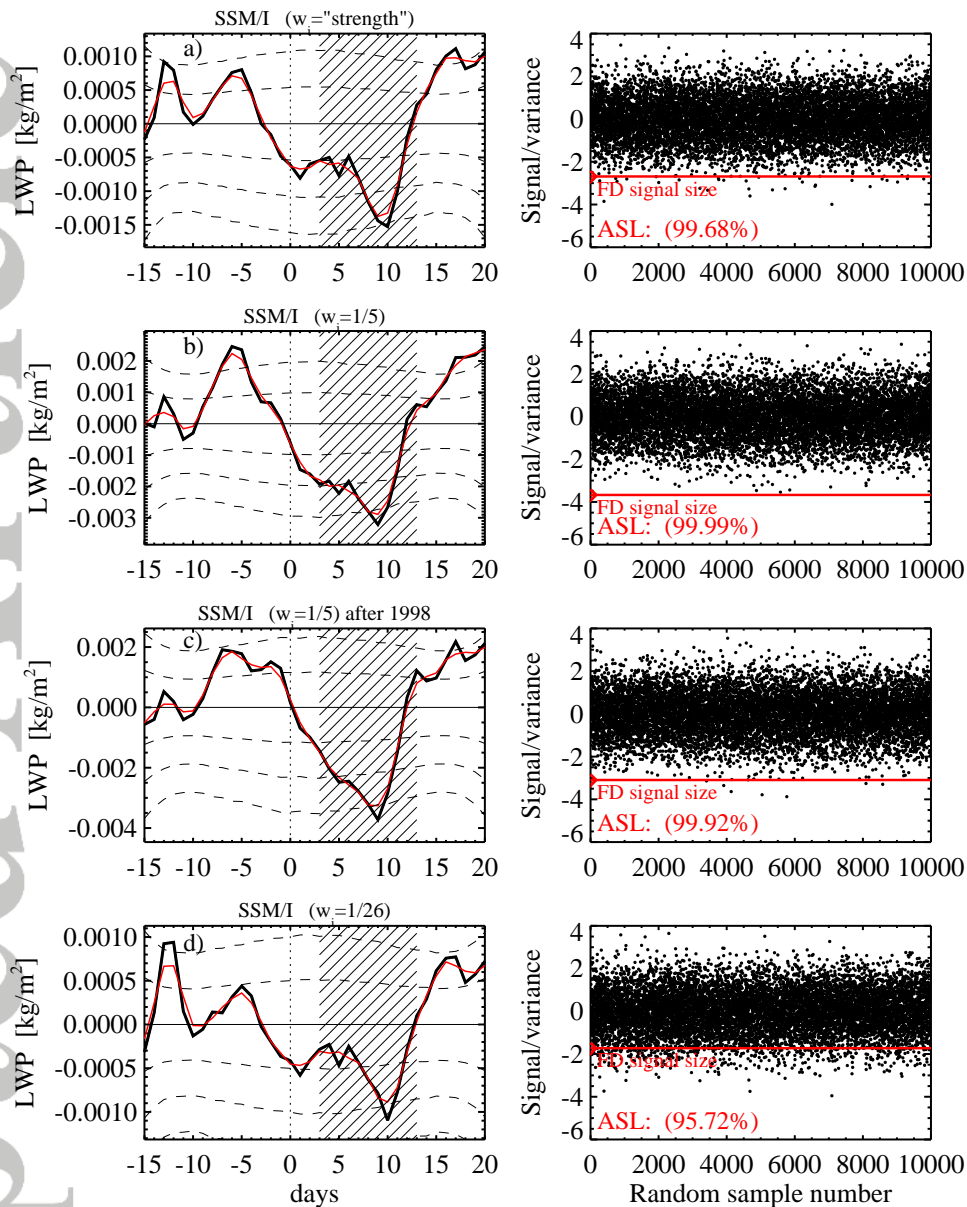 SSM/I (w_i="strength")
a)
LWP [kg/m²]
0.0010
0.0005
0.0000
-0.0005
-0.0010
-0.0015
-15 -10 -5 0 5 10 15 20
Signal/variance
4
2
0
-2
-4
-6
FD signal size
ASL: (99.68%)
0 2000 4000 6000 8000 10000
SSM/I (w_i=1/5)
b)
LWP [kg/m²]
0.002
0.001
0.000
-0.001
-0.002
-0.003
-15 -10 -5 0 5 10 15 20
Signal/variance
4
2
0
-2
-4
-6
FD signal size
ASL: (99.99%)
0 2000 4000 6000 8000 10000
SSM/I (w_i=1/5) after 1998
c)
LWP [kg/m²]
0.002
0.000
-0.002
-0.004
-15 -10 -5 0 5 10 15 20
Signal/variance
4
2
0
-2
-4
-6
FD signal size
ASL: (99.92%)
0 2000 4000 6000 8000 10000
SSM/I (w_i=1/26)
d)
LWP [kg/m²]
0.0010
0.0005
0.0000
-0.0005
-0.0010
-15 -10 -5 0 5 10 15 20
days
Signal/variance
4
2
0
-2
-4
-6
FD signal size
ASL: (95.72%)
0 2000 4000 6000 8000 10000
Random sample number